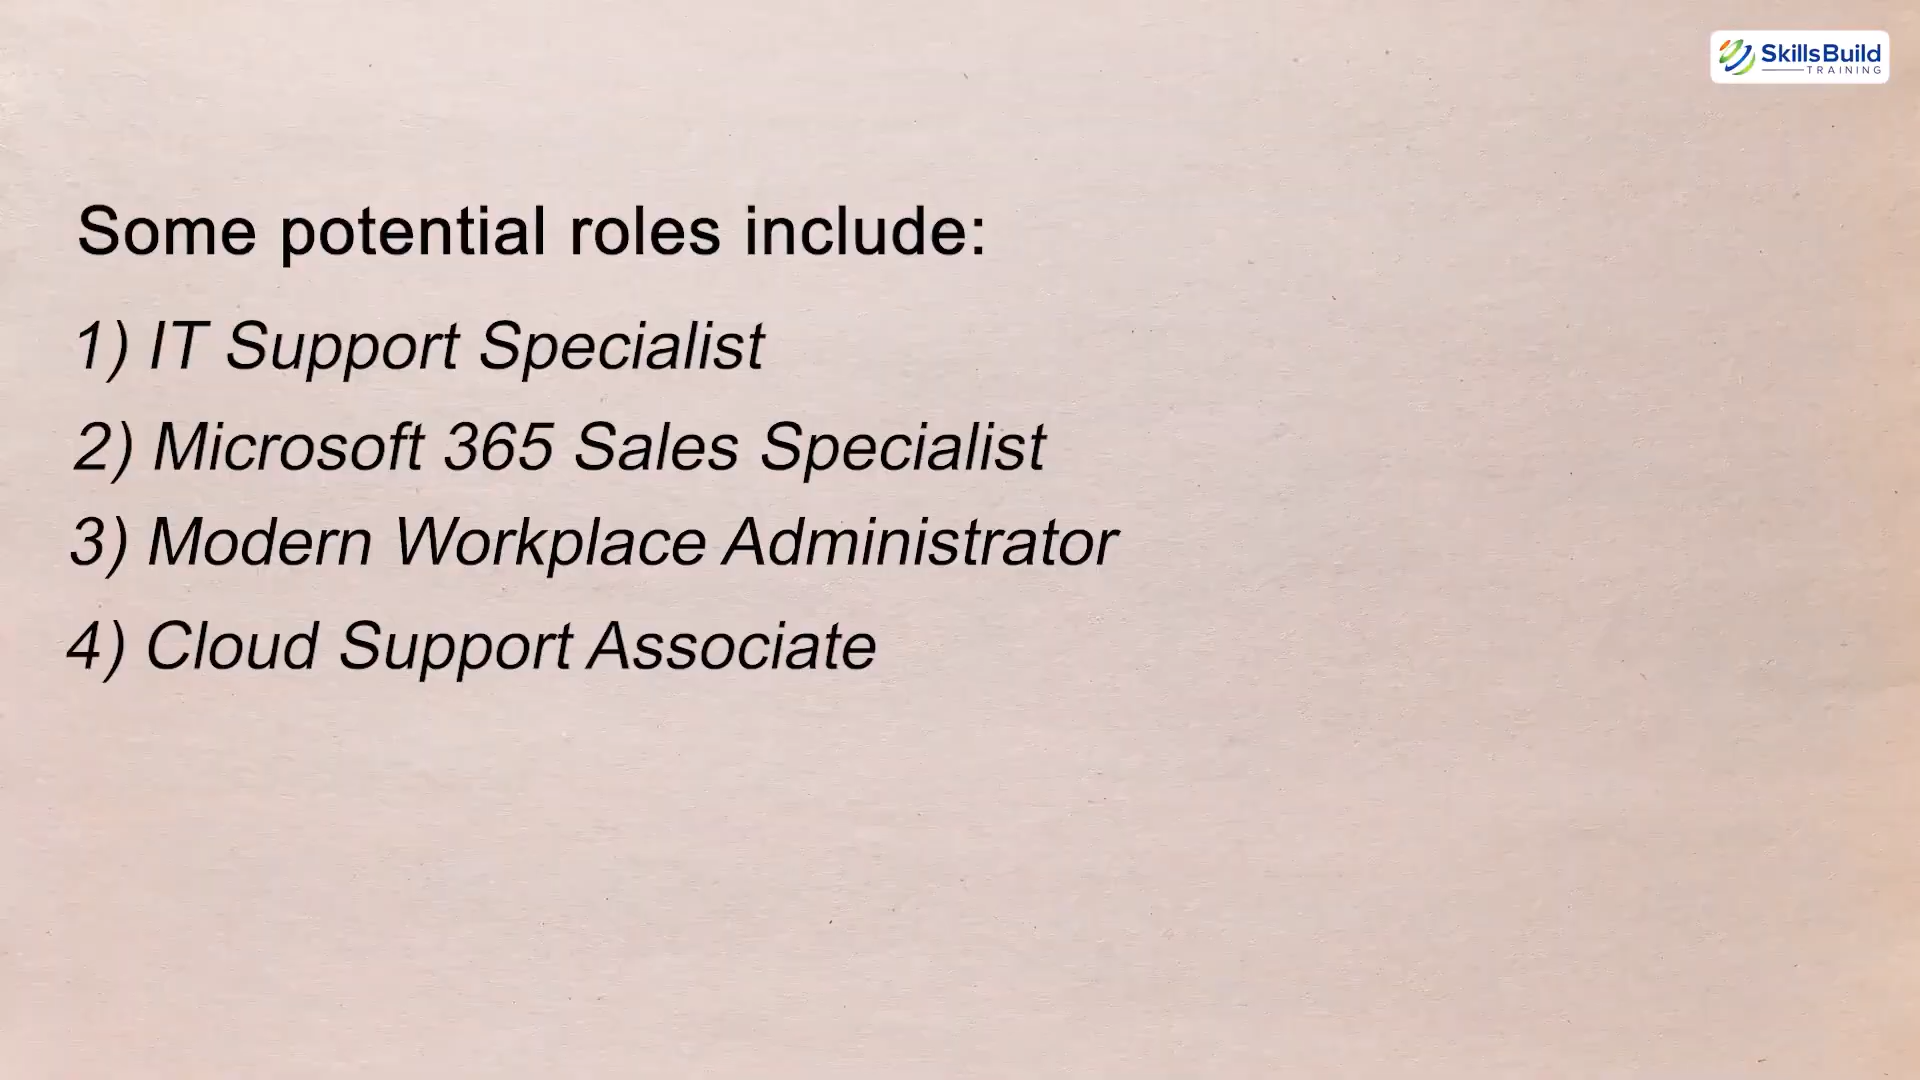 SkillsBuild
TRAINING
Some potential roles include:
1) IT Support Specialist
2) Microsoft 365 Sales Specialist
3) Modern Workplace Administrator
4) Cloud Support Associate